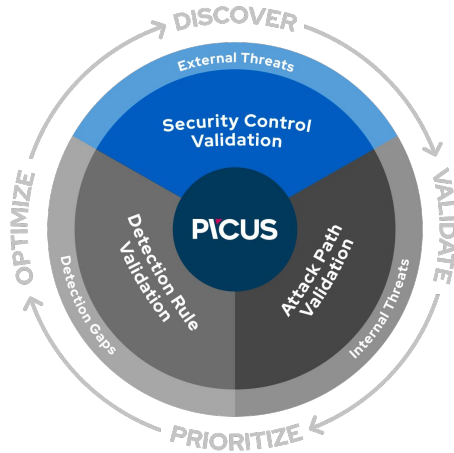 DISCOVER
External Threats
Security Control
Validation
VALIDATE
OPTIMIZE
PICUS
Detection Rule
Validation
Attack Path
Validation
Detection Gaps
Internal Threats
PRIORITIZE